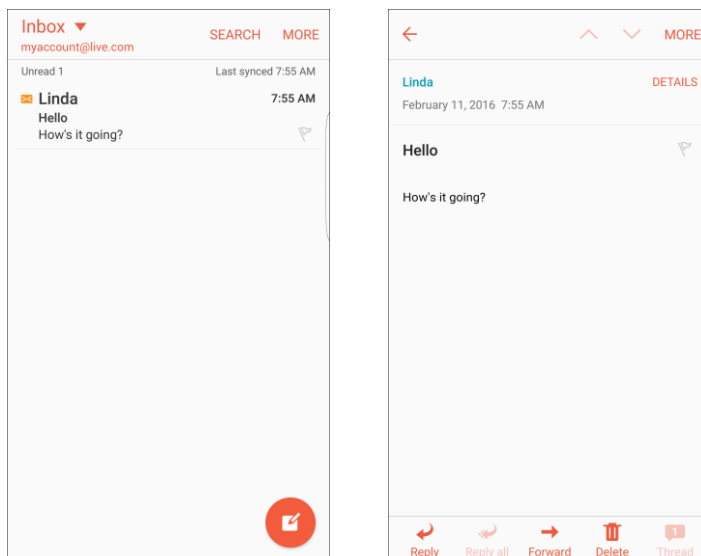 Inbox
SEARCH MORE
myaccount@live.com
Unread 1 Last synced 7:55 AM
Linda 7:55 AM
Hello
How's it going?
MORE
Linda DETAILS
February 11, 2016 7:55 AM
Hello
How's it going?
1
Reply Reply all Forward Delete Thread